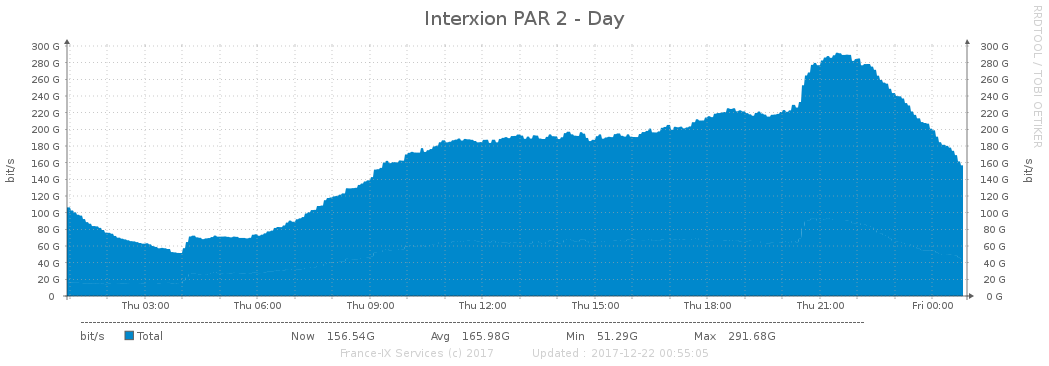 Interxion PAR 2 - Day
RRDTOOL / TOBI OETIKER
bit/s
bit/s
300 G 300 G
280 G 280 G
260 G 260 G
240 G 240 G
220 G 220 G
200 G 200 G
180 G 180 G
160 G 160 G
140 G 140 G
120 G 120 G
100 G 100 G
80 G 80 G
60 G 60 G
40 G 40 G
20 G 20 G
0 0 G
Thu 03:00 Thu 06:00 Thu 09:00 Thu 12:00 Thu 15:00 Thu 18:00 Thu 21:00 Fri 00:00
bit/s Total Now 156.54G Avg 165.98G Min 51.29G Max 291.68G
France-IX Services (c) 2017 Updated : 2017-12-22 00:55:05